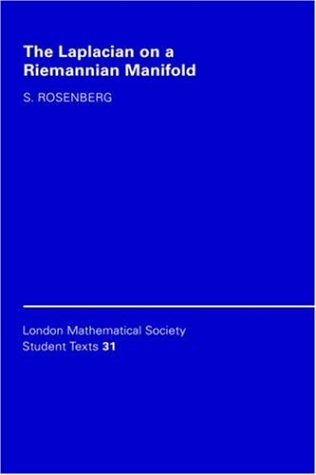 The Laplacian on a
Riemannian Manifold
S. ROSENBERG
London Mathematical Society
Student Texts 31